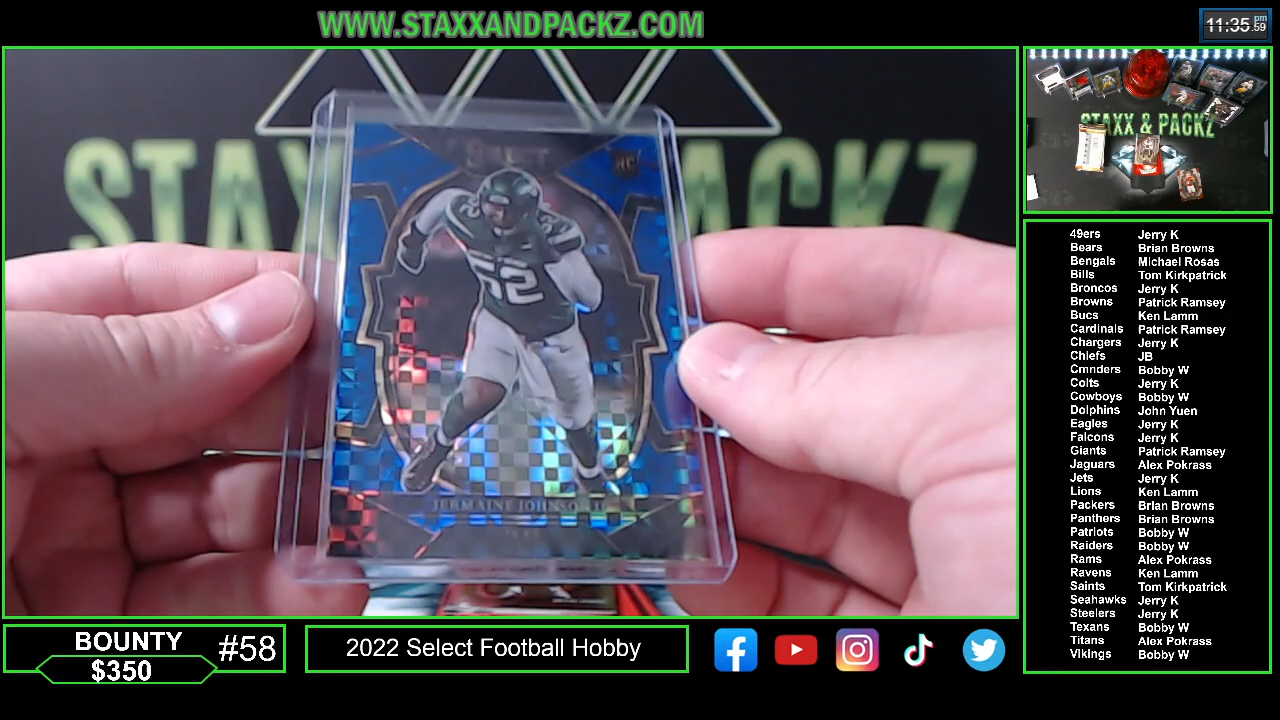 WWW.STAXXANDPACKZ.COM
11:35 pm .59
STAXX & PACKZ
SELECT
RC
52
JERMAINE JOHNSON II
JETS
STAXX & PACKZ
49ers Jerry K
Bears Brian Browns
Bengals Michael Rosas
Bills Tom Kirkpatrick
Broncos Jerry K
Browns Patrick Ramsey
Bucs Ken Lamm
Cardinals Patrick Ramsey
Chargers Jerry K
Chiefs JB
Cmnders Bobby W
Colts Jerry K
Cowboys Bobby W
Dolphins John Yuen
Eagles Jerry K
Falcons Jerry K
Giants Patrick Ramsey
Jaguars Alex Pokrass
Jets Jerry K
Lions Ken Lamm
Packers Brian Browns
Panthers Brian Browns
Patriots Bobby W
Raiders Bobby W
Rams Alex Pokrass
Ravens Ken Lamm
Saints Tom Kirkpatrick
Seahawks Jerry K
Steelers Jerry K
Texans Bobby W
Titans Alex Pokrass
Vikings Bobby W
BOUNTY
$350
#58
2022 Select Football Hobby